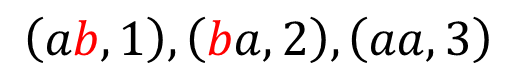 (ab, 1), (ba, 2), (aa, 3)